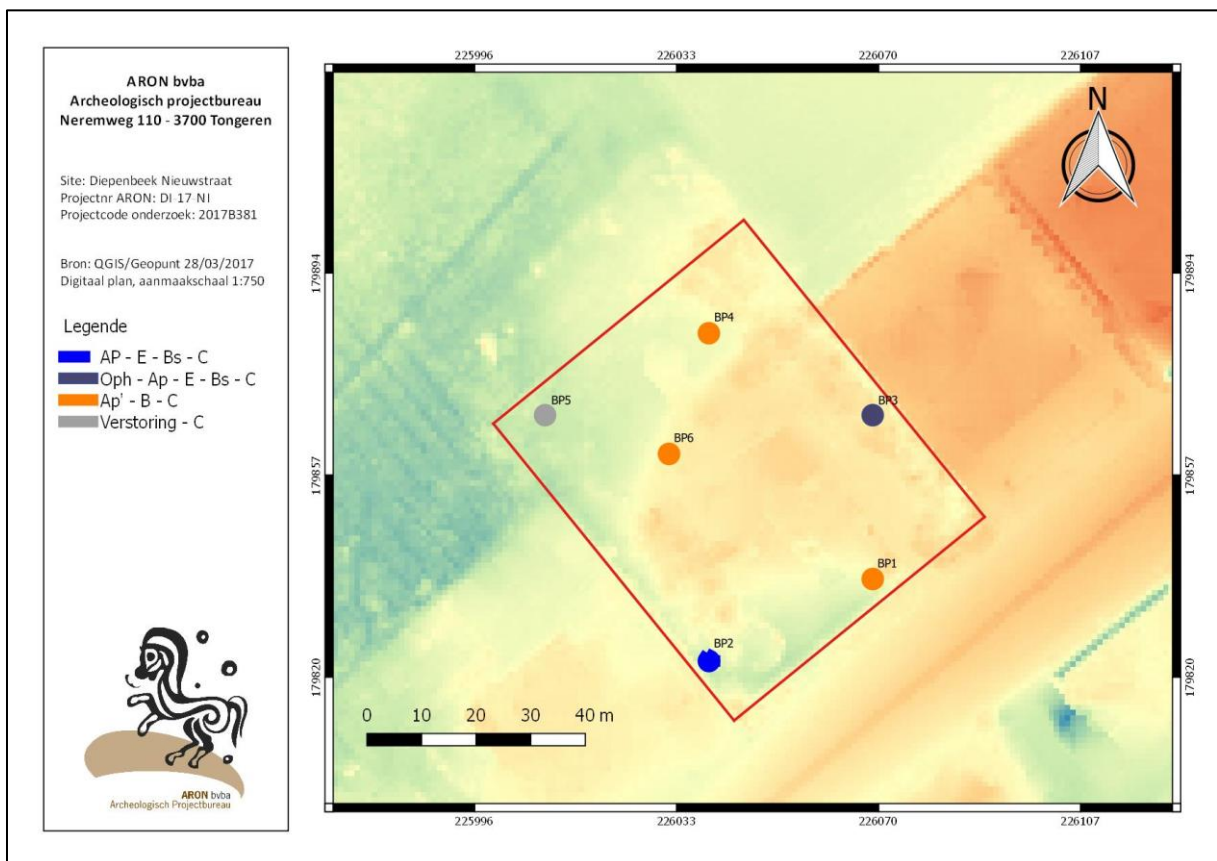 ARON bvba
Archeologisch projectbureau
Neremweg 110 - 3700 Tongeren
Site: Diepenbeek Nieuwstraat
Projectnr ARON: DI-17-NI
Projectcode onderzoek: 2017B381
Bron: QGIS/Geopunt 28/03/2017
Digitaal plan, aanmaakschaal 1:750
Legende
AP - E - Bs - C
Oph - Ap - E - Bs - C
Ap' - B - C
Verstoring - C
ARON bvba
Archeologisch Projectbureau
225996 226033 226070 226107
N
179894 179894
BP4
BP5 BP3
BP6
179857 179857
BP1
BP2
179820 179820
0 10 20 30 40 m
225996 226033 226070 226107